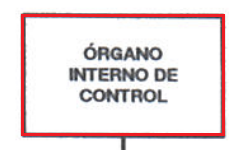 ÓRGANO
INTERNO DE
CONTROL